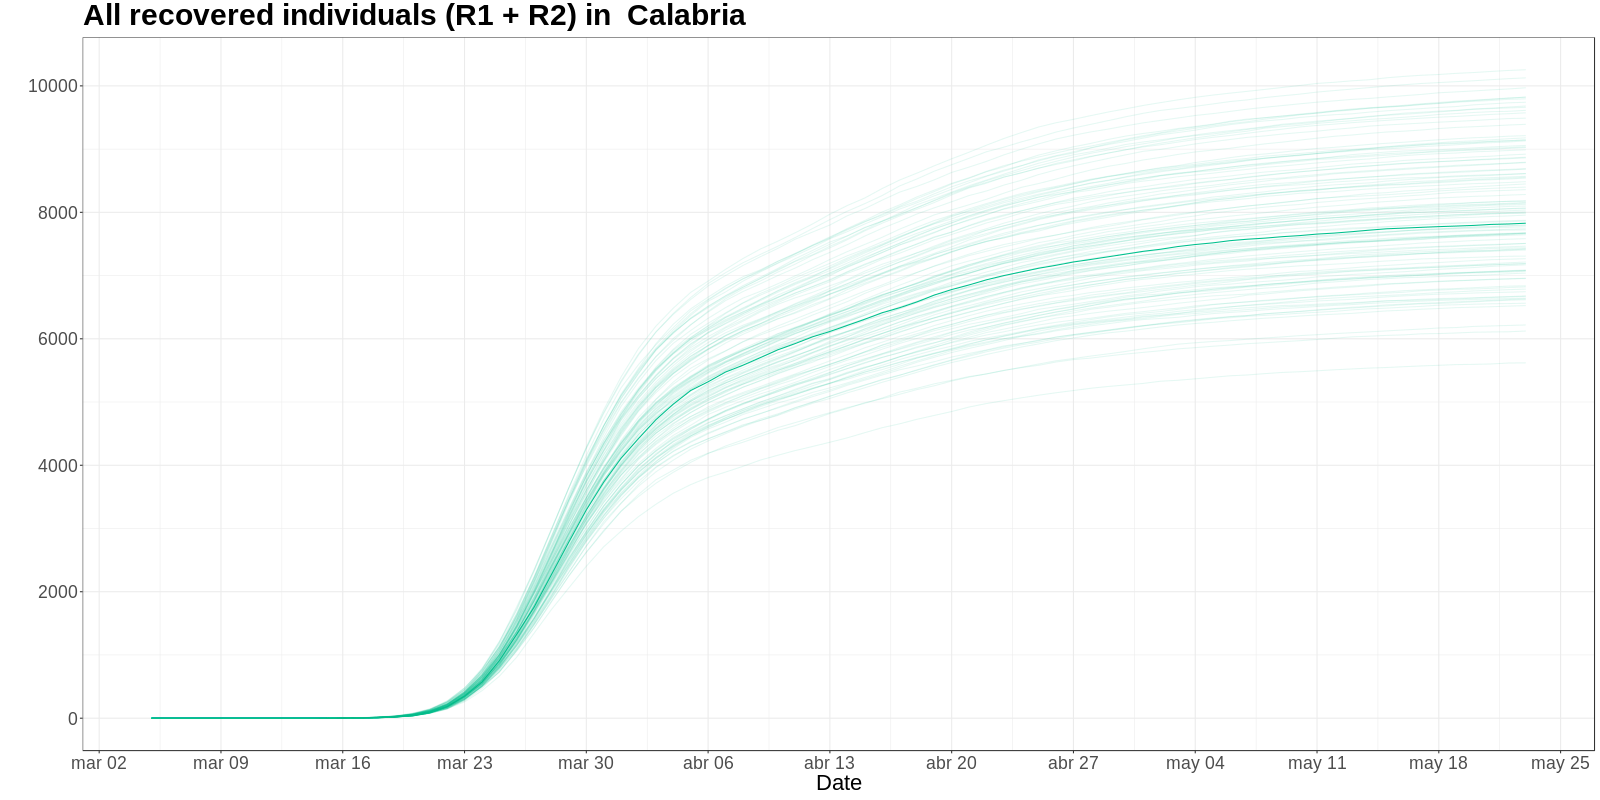 All recovered individuals (R1 + R2) in  Calabria
10000
8000
6000
4000
2000
0
mar 02 mar 09 mar 16 mar 23 mar 30 abr 06 abr 13 abr 20 abr 27 may 04 may 11 may 18 may 25
Date